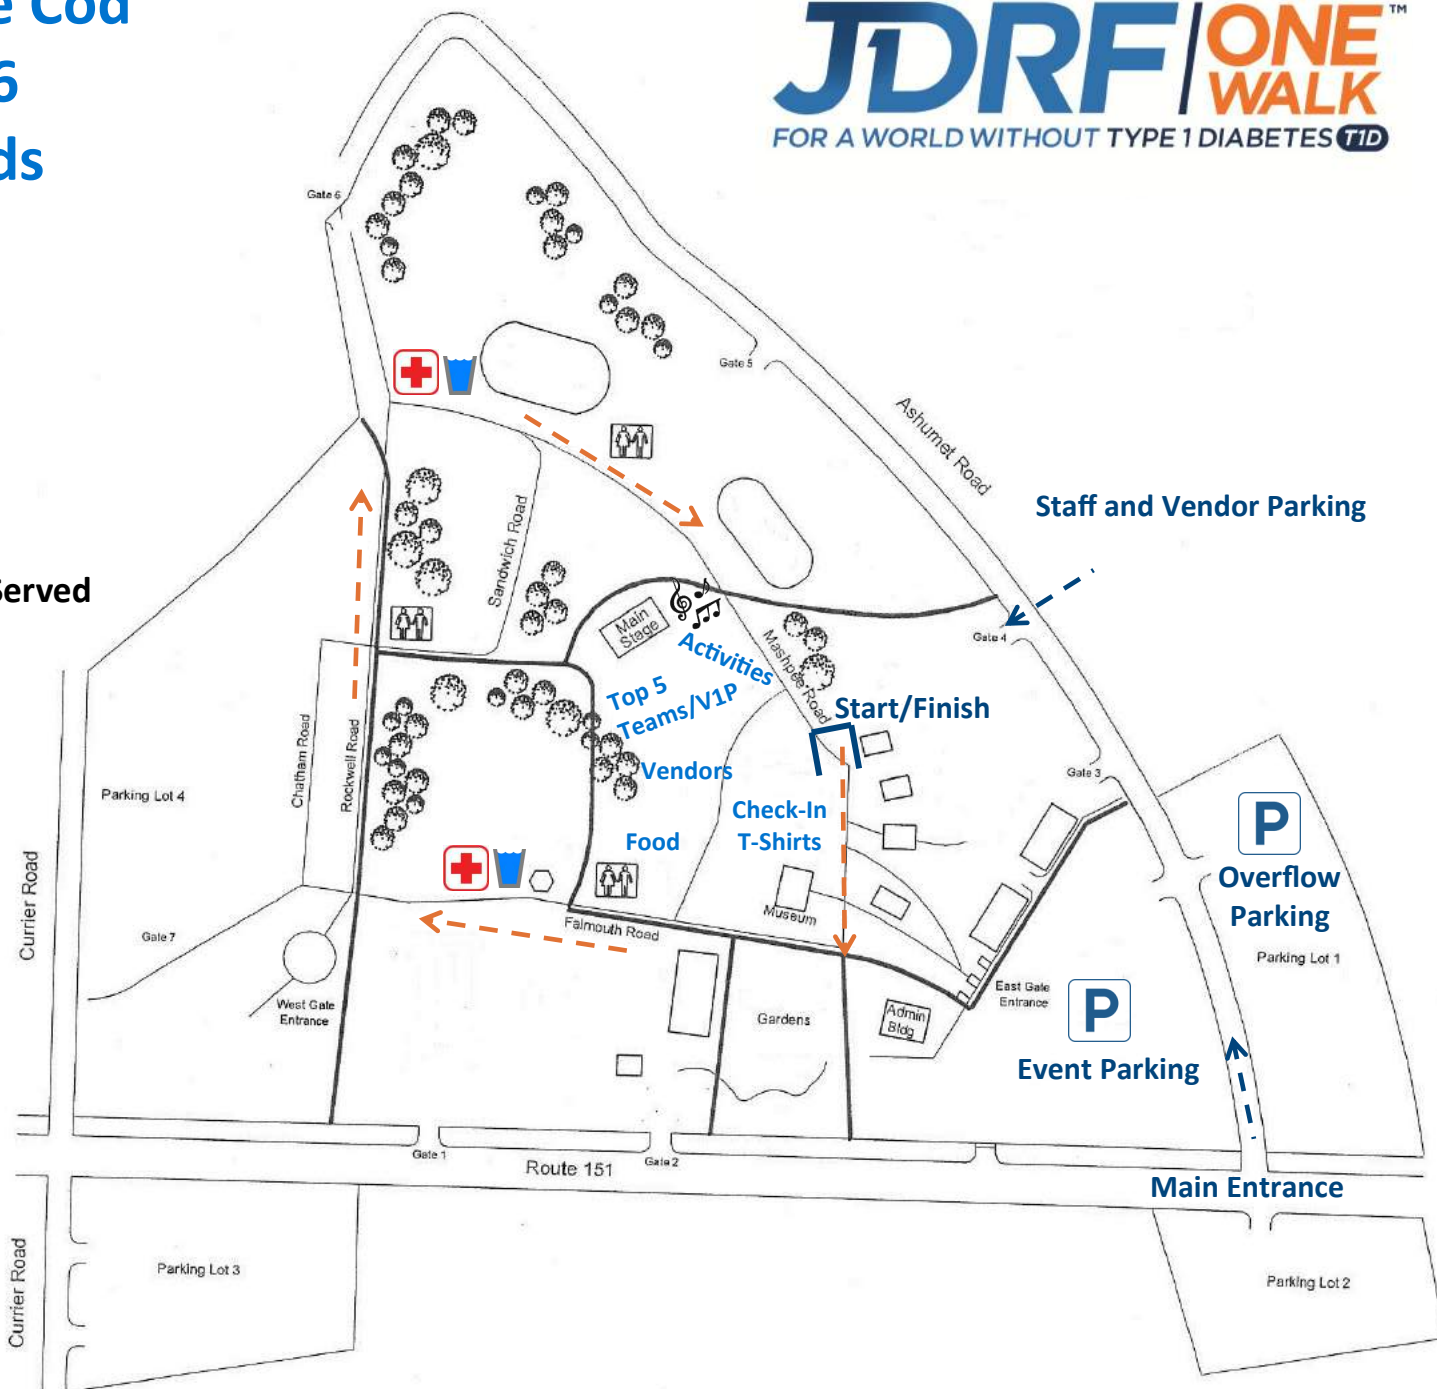 e Cod
6
ds
JDRF ONE WALK ™
FOR A WORLD WITHOUT TYPE 1 DIABETES T1D
Gate 6
Gate 5
Ashumet Road
Staff and Vendor Parking
Sandwich Road
Served
Main
Stage
Gate 4
Activities
Mashpee Road
Top 5
Teams/V1P
Start/Finish
Chatham Road
Rockwell Road
Vendors
Gate 3
Parking Lot 4
Check-In
T-Shirts
Food
P
Overflow
Parking
Currier Road
Museum
Falmouth Road
Gate 7
Parking Lot 1
West Gate
Entrance
East Gate
Entrance
Gardens
Admin
Bldg
P
Event Parking
Gate 1
Route 151
Gate 2
Main Entrance
Currier Road
Parking Lot 3
Parking Lot 2